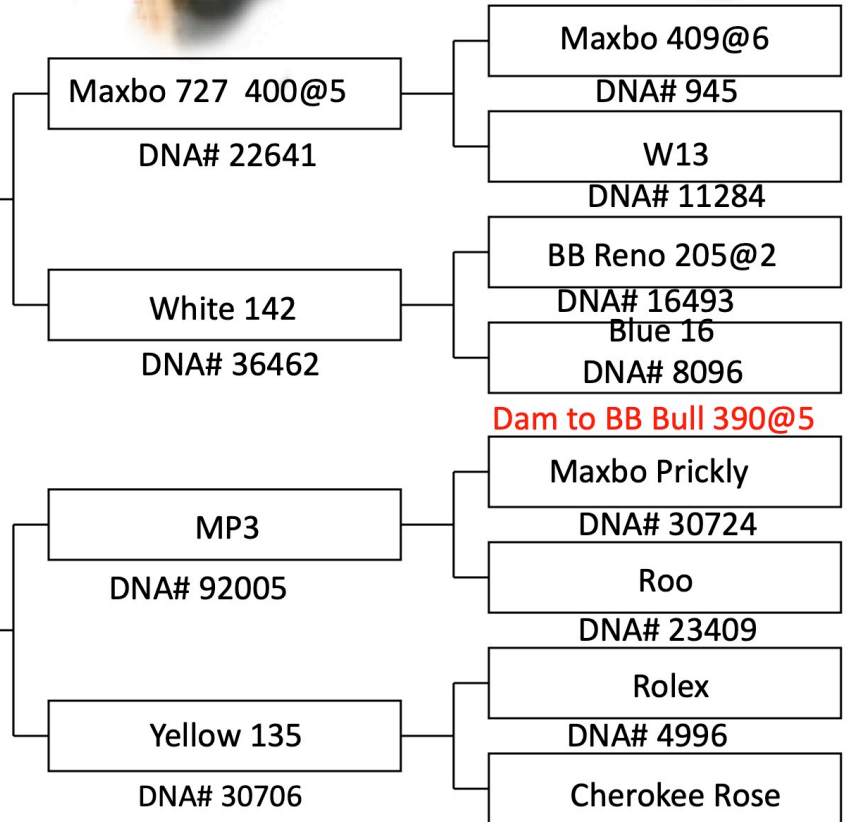 Maxbo 409@6
Maxbo 727  400@5
DNA# 945
DNA# 22641
W13
DNA# 11284
BB Reno 205@2
White 142
DNA# 16493
Blue 16
DNA# 36462
DNA# 8096
Dam to BB Bull 390@5
Maxbo Prickly
MP3
DNA# 30724
DNA# 92005
Roo
DNA# 23409
Rolex
Yellow 135
DNA# 4996
DNA# 30706
Cherokee Rose